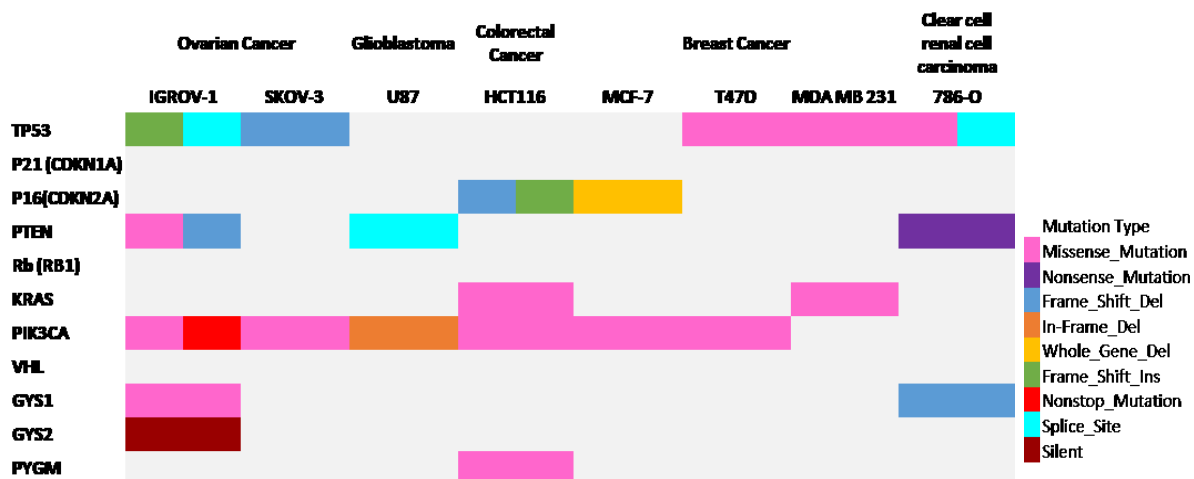 Ovarian Cancer
Glioblastoma
Colorectal
Cancer
Breast Cancer
Clear cell
renal cell
carcinoma
IGROV-1 SKOV-3 U87 HCT116 MCF-7 T47D MDA MB 231 786-O
TP53
P21 (CDKN1A)
P16(CDKN2A)
PTEN
Rb (RB1)
KRAS
PIK3CA
VHL
GYS1
GYS2
PYGM
Mutation Type
Missense_Mutation
Nonsense_Mutation
Frame_Shift_Del
In-Frame_Del
Whole_Gene_Del
Frame_Shift_Ins
Nonstop_Mutation
Splice_Site
Silent